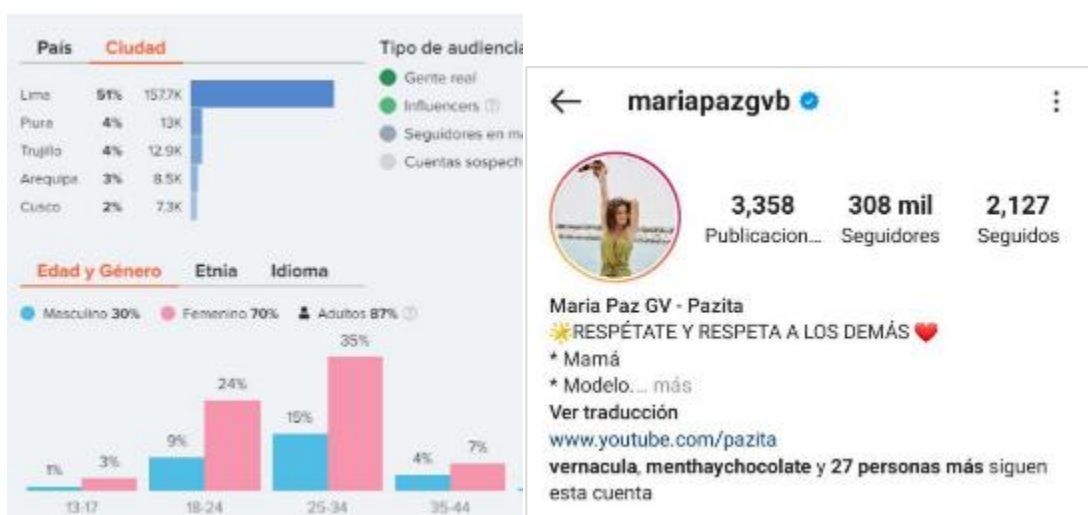 País Ciudad
Lima 51% 157.7K
Piura 4% 13K
Trujillo 4% 12.9K
Arequipa 3% 8.5K
Cusco 2% 7.3K
Tipo de audiencia
Gente real
Influencers
Seguidores en m
Cuentas sospech
Edad y Género Etnia Idioma
Masculino 30% Femenino 70% Adultos 87%
1% 3% 9% 24% 15% 35% 4% 7%
13-17 18-24 25-34 35-44
mariapazgvb
3,358 308 mil 2,127
Publicacion... Seguidores Seguidos
Maria Paz GV - Pazita
🌟RESPÉTATE Y RESPETA A LOS DEMÁS❤️
* Mamá
* Modelo.... más
Ver traducción
www.youtube.com/pazita
vernacula, menthaychocolate y 27 personas más siguen
esta cuenta